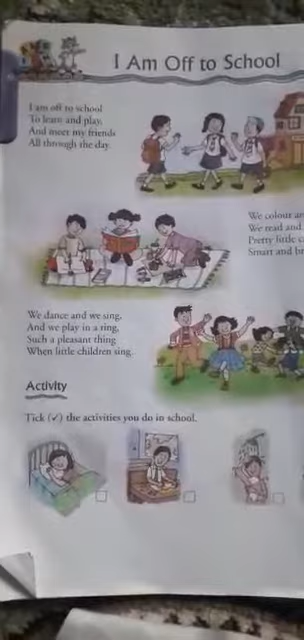 I Am Off to School
I am off to school
To learn and play,
And meet my friends
All through the day.
We colour
We read and
Pretty little
Smart and
We dance and we sing,
And we play in a ring,
Such a pleasant thing
When little children sing.
Activity
Tick (✓) the activities you do in school.